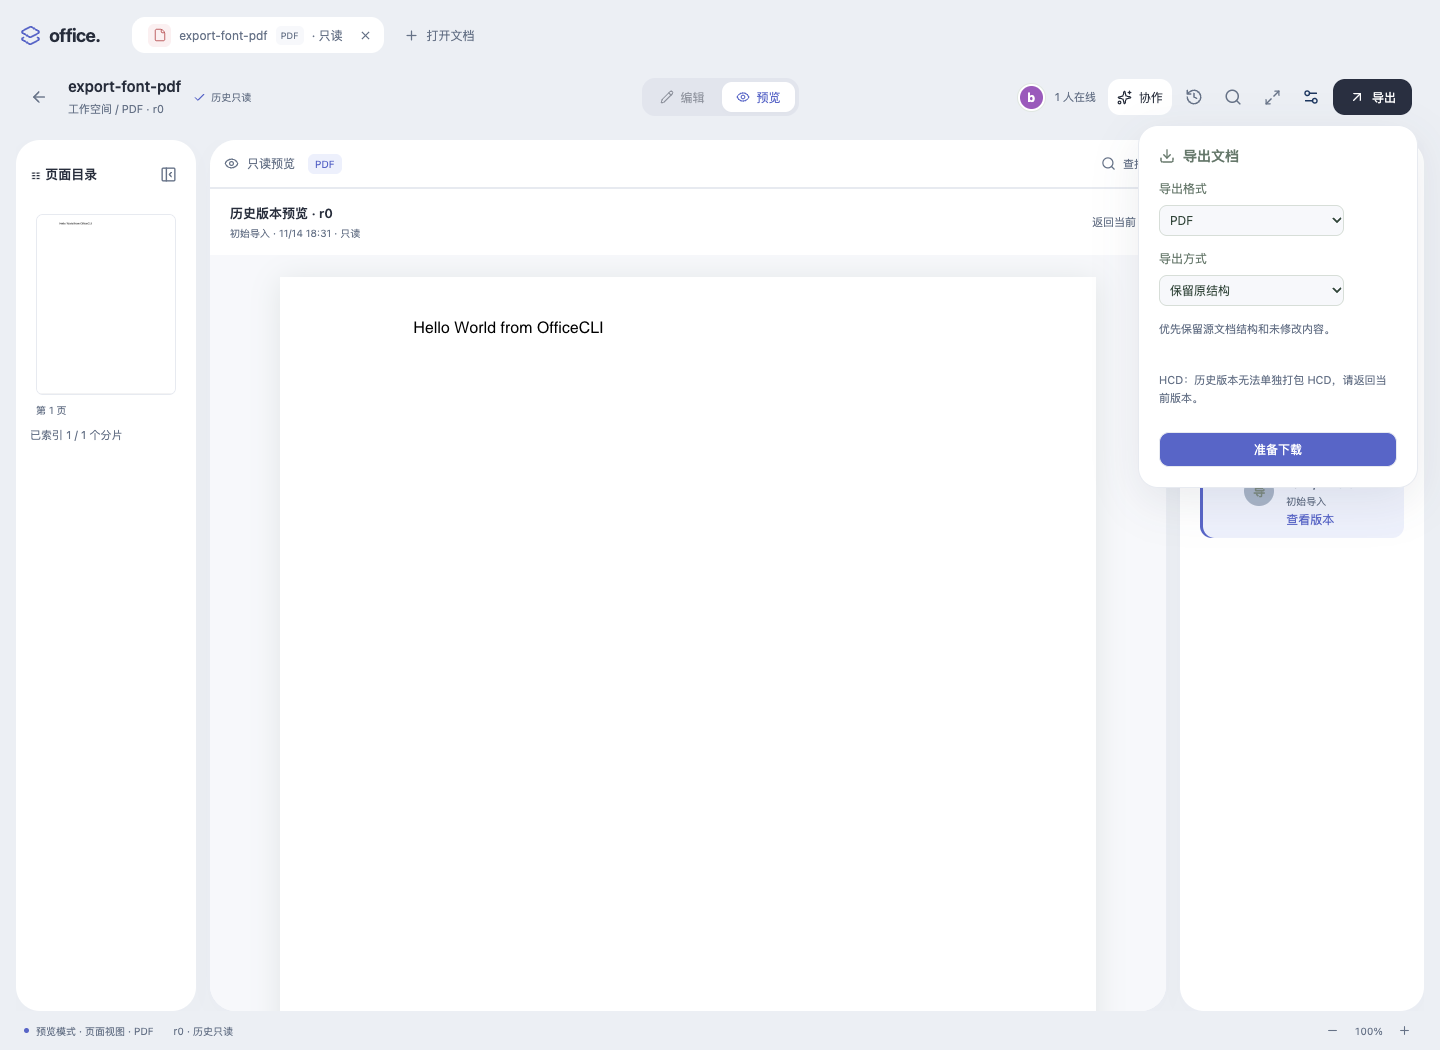 office.
export-font-pdf PDF · 只读
打开文档
export-font-pdf
工作空间 / PDF · r0
历史只读
编辑
预览
b
1 人在线
协作
导出
页面目录
Hello World from OfficeCLI
第 1 页
已索引 1 / 1 个分片
只读预览 PDF
历史版本预览 · r0
初始导入 · 11/14 18:31 · 只读
返回当前
Hello World from OfficeCLI
导出文档
导出格式
PDF
导出方式
保留原结构
优先保留源文档结构和未修改内容。
HCD：历史版本无法单独打包 HCD，请返回当
前版本。
准备下载
初始导入
查看版本
预览模式 · 页面视图 · PDF
r0 · 历史只读
100%